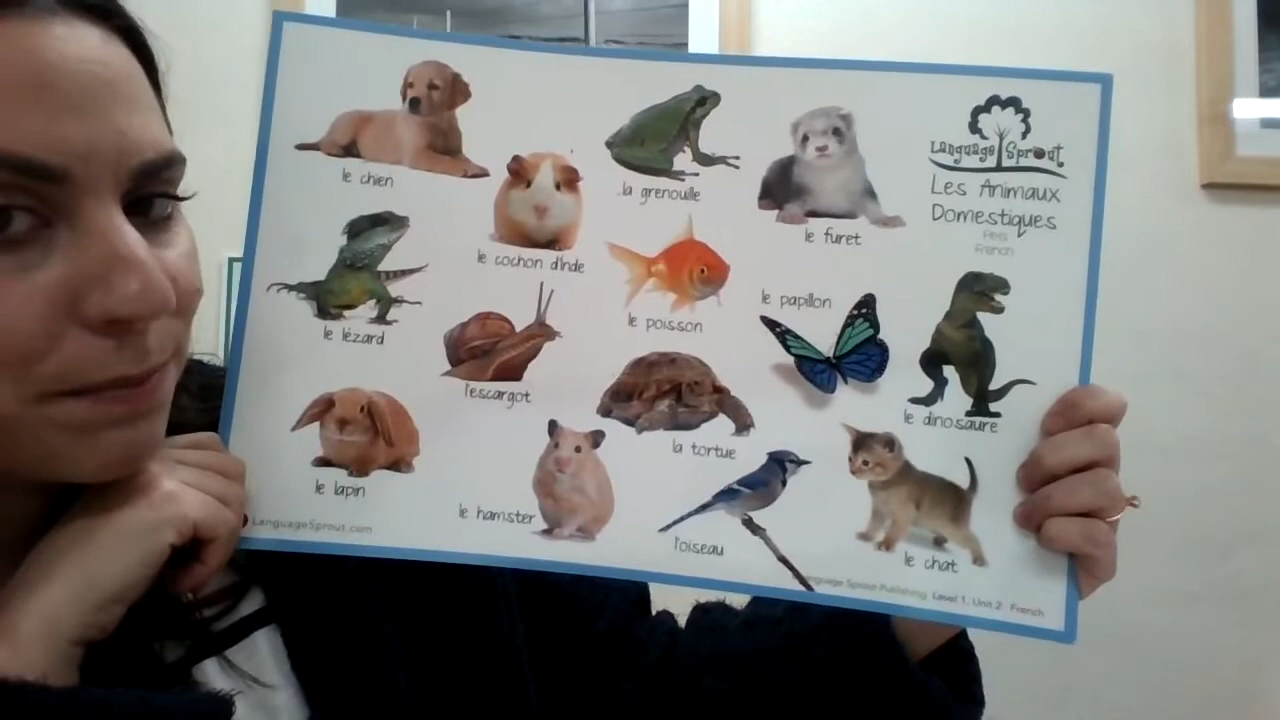 Language Sprout
Les Animaux
Domestiques
Pets
French
le chien
la grenouille
le furet
le cochon d'Inde
le lézard
le poisson
le papillon
l'escargot
la tortue
le dinosaure
le lapin
le hamster
l'oiseau
le chat
LanguageSprout.com
Language Sprout Publishing Level 1, Unit 2 French